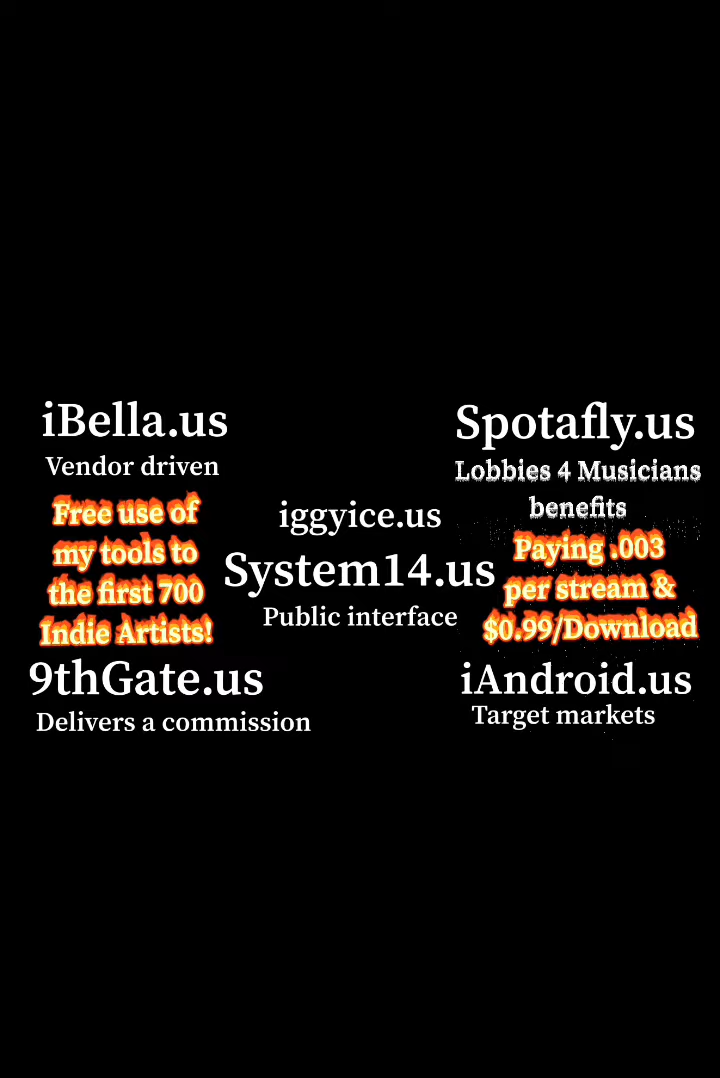 iBella.us
Vendor driven
Free use of
my tools to
the first 700
Indie Artists!
9thGate.us
Delivers a commission
iggyice.us
System14.us
Public interface
Spotafly.us
Lobbies 4 Musicians
benefits
Paying .003
per stream &
$0.99/Download
iAndroid.us
Target markets